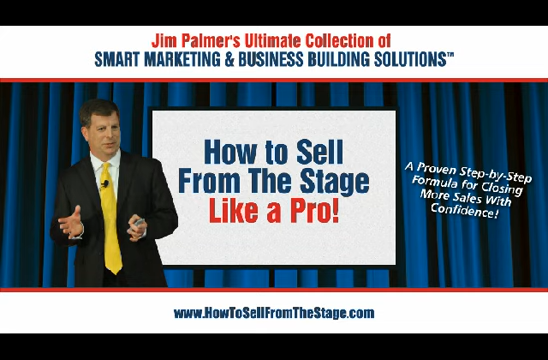 Jim Palmer's Ultimate Collection of
SMART MARKETING & BUSINESS BUILDING SOLUTIONS™
How to Sell
From The Stage
Like a Pro!
A Proven Step-by-Step
Formula for Closing
More Sales With
Confidence!
www.HowToSellFromTheStage.com